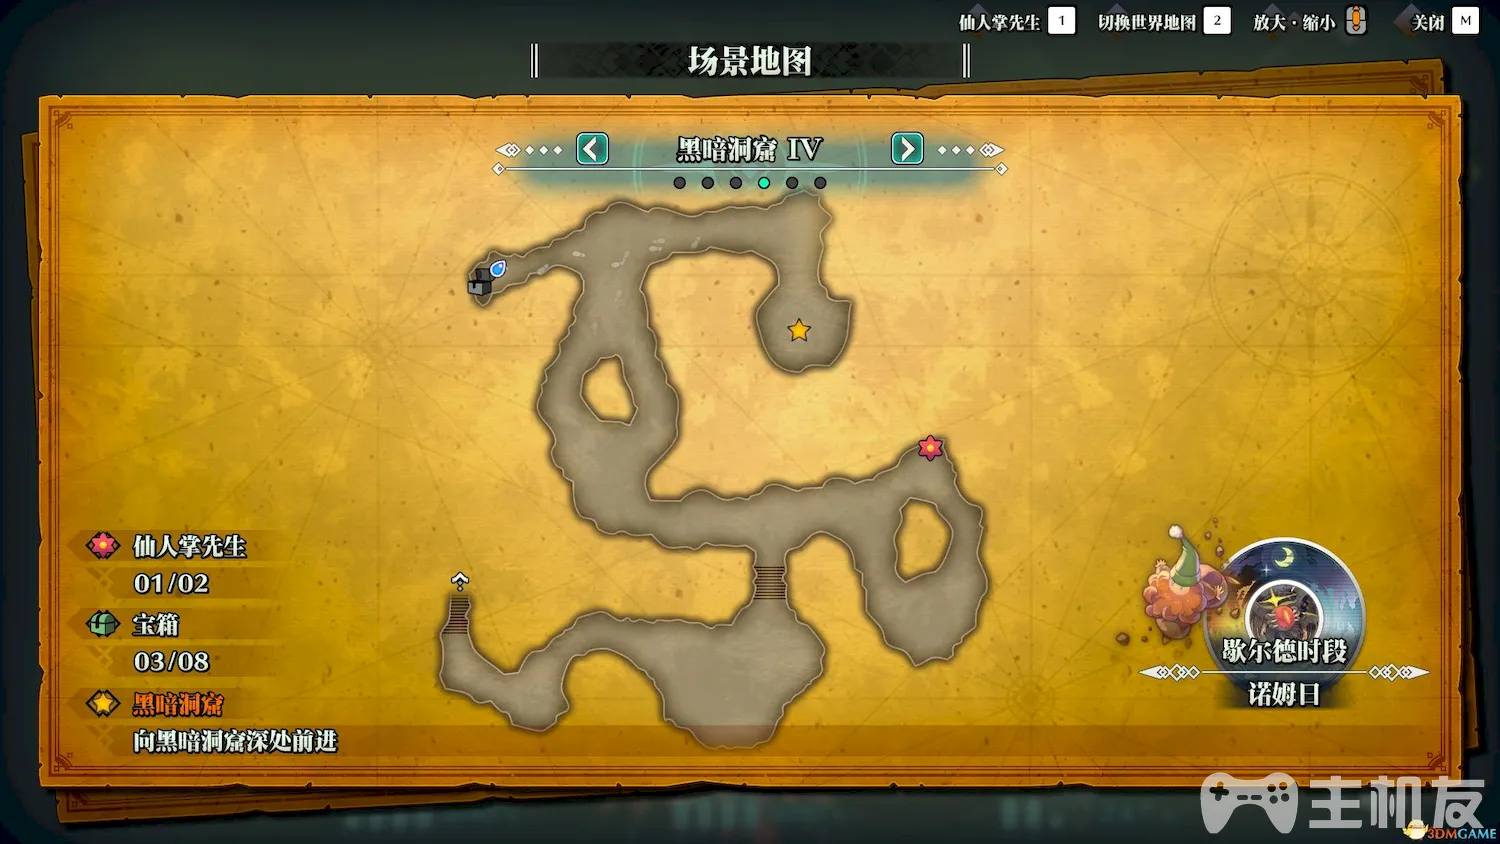 仙人掌先生 1 切换世界地图 2 放大·缩小 关闭 M
场景地图
黑暗洞窟 IV
仙人掌先生
01/02
宝箱
03/08
黑暗洞窟
向黑暗洞窟深处前进
歇尔德时段
诺姆日
主机友
3DMGAME